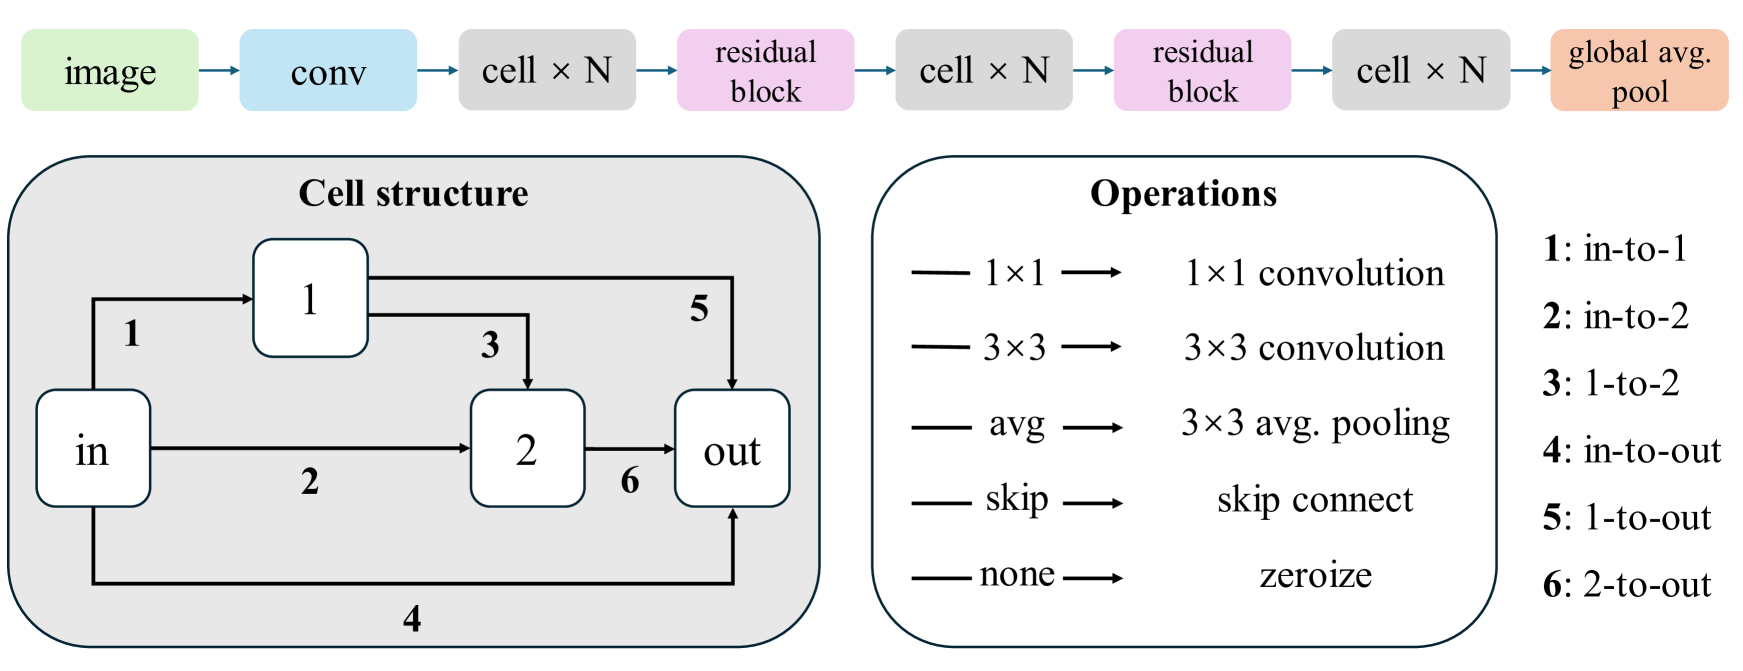 image
conv
cell × N
residual
block
cell × N
residual
block
cell × N
global avg.
pool
Cell structure
1
1
3
5
in
2
2
6
out
4
Operations
1×1 1×1 convolution
3×3 3×3 convolution
avg 3×3 avg. pooling
skip skip connect
none zeroize
1: in-to-1
2: in-to-2
3: 1-to-2
4: in-to-out
5: 1-to-out
6: 2-to-out